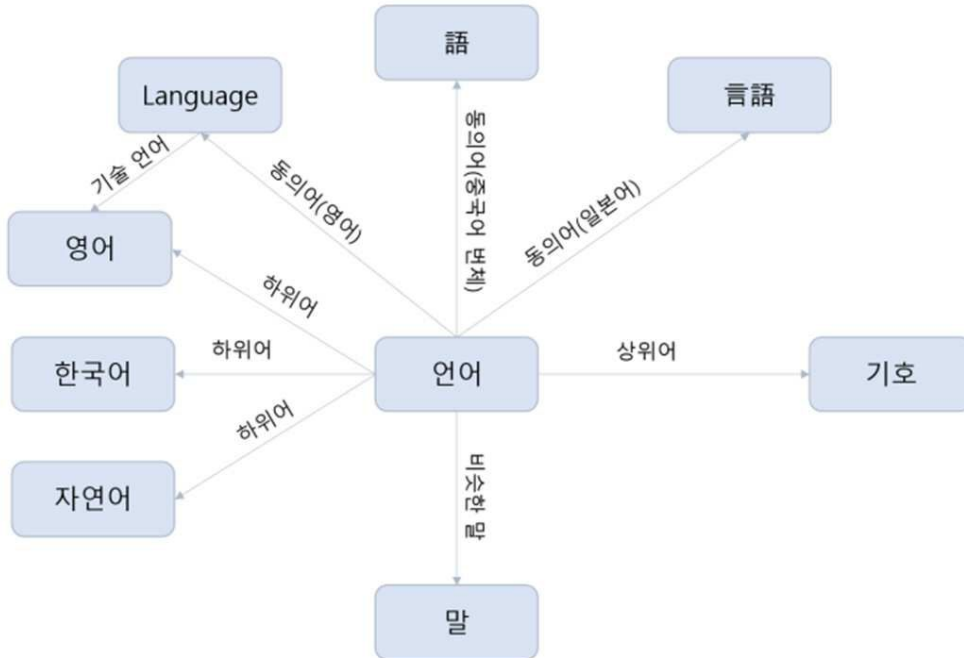 語
Language
言語
기술 언어
동의어(영어)
동의어(중국어 번체)
동의어(일본어)
영어
하위어
한국어
하위어
언어
상위어
기호
하위어
자연어
비슷한 말
말